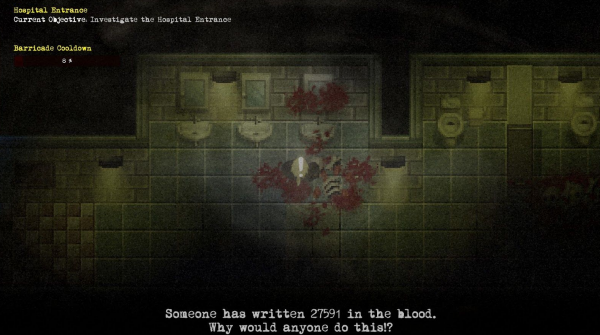 Hospital Entrance
Current Objective: Investigate the Hospital Entrance
Barricade Cooldown
Someone has written 27591 in the blood.
Why would anyone do this!?